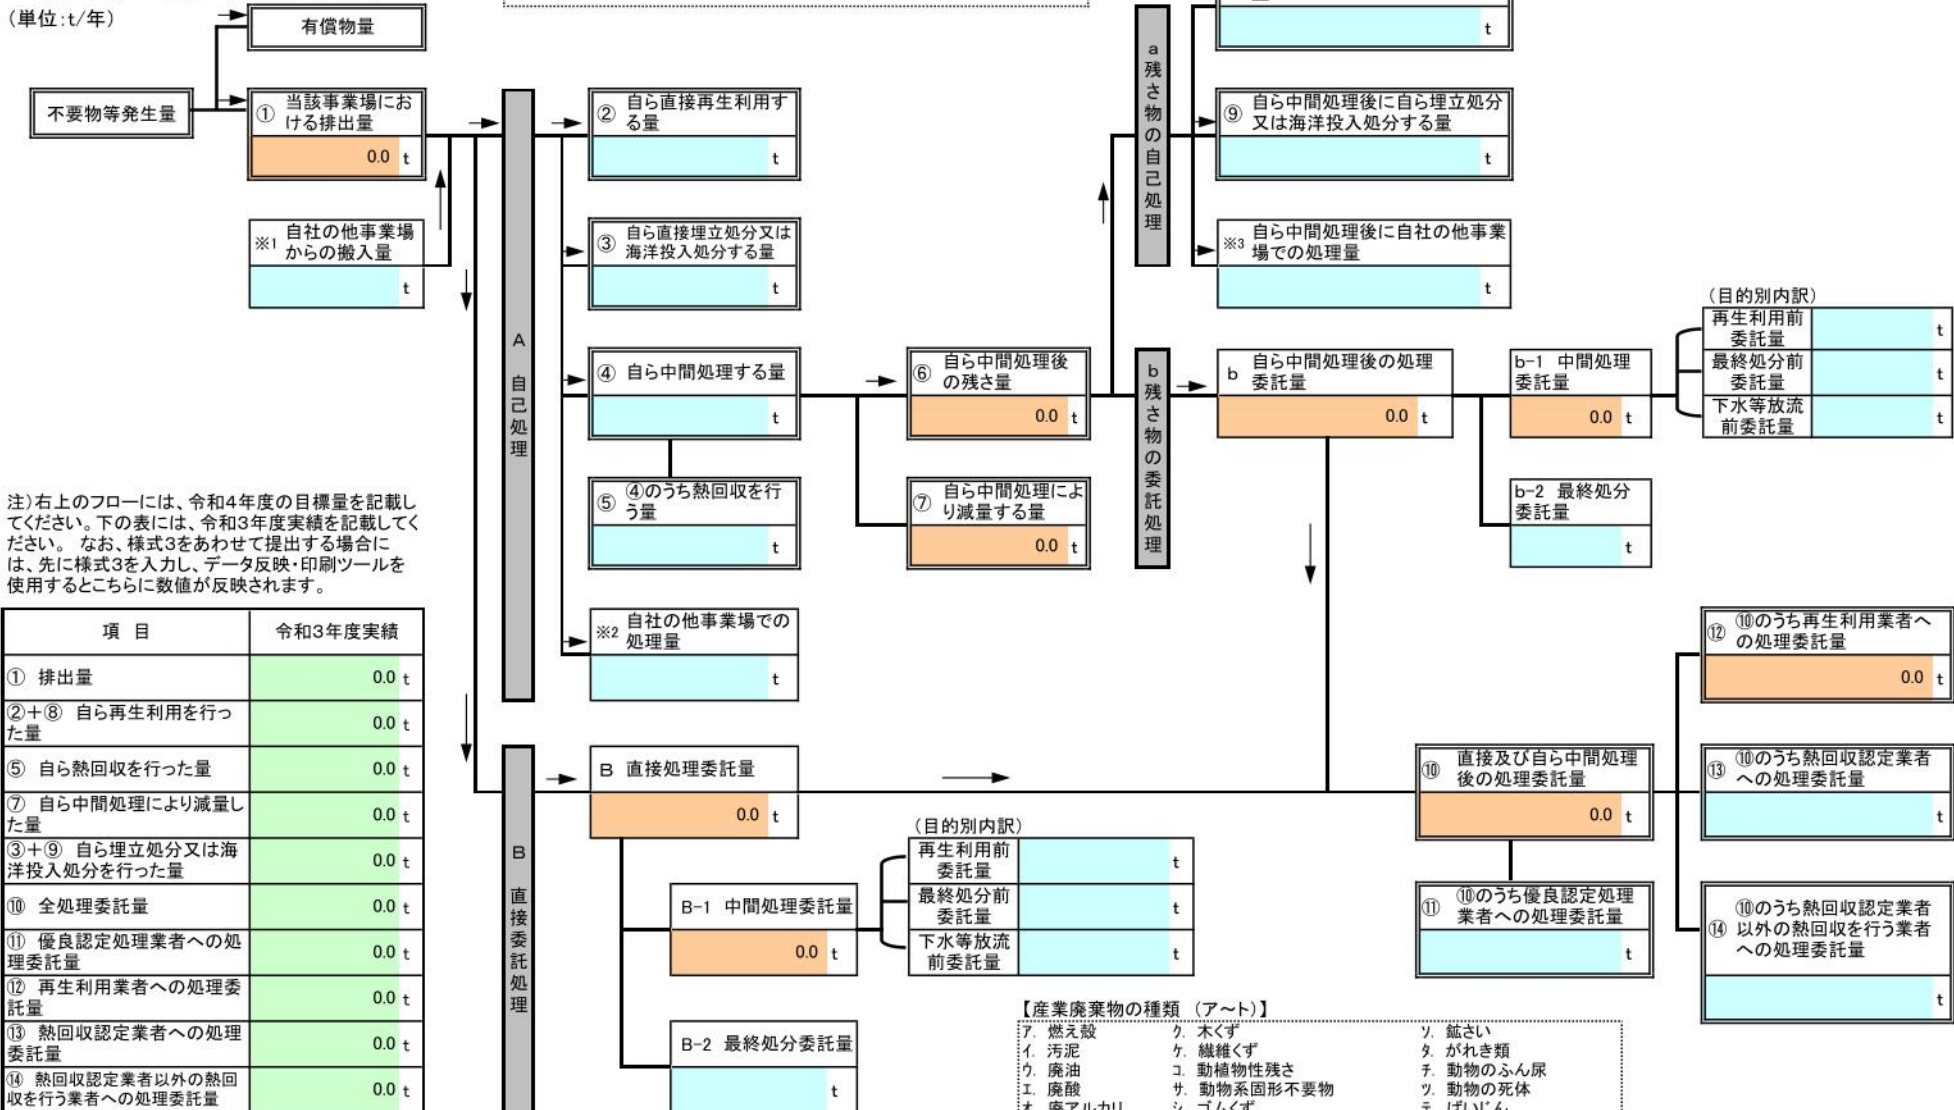 (単位:t/年)
有償物量
不要物等発生量
① 当該事業場にお
ける排出量
0.0 t
※1 自社の他事業場
からの搬入量
t
A 自己処理
② 自ら直接再生利用す
る量
t
③ 自ら直接埋立処分又は
海洋投入処分する量
t
④ 自ら中間処理する量
t
⑤ ④のうち熱回収を行
う量
t
※2 自社の他事業場での
処理量
t
⑥ 自ら中間処理後
の残さ量
0.0 t
⑦ 自ら中間処理によ
り減量する量
0.0 t
a 残さ物の自己処理
t
⑨ 自ら中間処理後に自ら埋立処分
又は海洋投入処分する量
t
※3 自ら中間処理後に自社の他事業
場での処理量
t
b 残さ物の委託処理
b 自ら中間処理後の処理
委託量
0.0 t
b-1 中間処理
委託量
0.0 t
b-2 最終処分
委託量
t
(目的別内訳)
再生利用前
委託量
t
最終処分前
委託量
t
下水等放流
前委託量
t
注)右上のフローには、令和4年度の目標量を記載し
てください。下の表には、令和3年度実績を記載してく
ださい。 なお、様式3をあわせて提出する場合に
は、先に様式3を入力し、データ反映・印刷ツールを
使用するとこちらに数値が反映されます。
項 目 令和3年度実績
① 排出量 0.0 t
②+⑧ 自ら再生利用を行っ
た量 0.0 t
⑤ 自ら熱回収を行った量 0.0 t
⑦ 自ら中間処理により減量し
た量 0.0 t
③+⑨ 自ら埋立処分又は海
洋投入処分を行った量 0.0 t
⑩ 全処理委託量 0.0 t
⑪ 優良認定処理業者への処
理委託量 0.0 t
⑫ 再生利用業者への処理委
託量 0.0 t
⑬ 熱回収認定業者への処理
委託量 0.0 t
⑭ 熱回収認定業者以外の熱回
収を行う業者への処理委託量 0.0 t
B 直接委託処理
B 直接処理委託量
0.0 t
B-1 中間処理委託量
0.0 t
B-2 最終処分委託量
t
(目的別内訳)
再生利用前
委託量
t
最終処分前
委託量
t
下水等放流
前委託量
t
⑩ 直接及び自ら中間処理
後の処理委託量
0.0 t
⑪ ⑩のうち優良認定処理
業者への処理委託量
t
⑫ ⑩のうち再生利用業者へ
の処理委託量
0.0 t
⑬ ⑩のうち熱回収認定業者
への処理委託量
t
⑭ ⑩のうち熱回収認定業者
以外の熱回収を行う業者
への処理委託量
t
【産業廃棄物の種類 (ア~ト)】
ア. 燃え殻 ク. 木くず ソ. 鉱さい
イ. 汚泥 ケ. 繊維くず タ. がれき類
ウ. 廃油 コ. 動植物性残さ チ. 動物のふん尿
エ. 廃酸 サ. 動物系固形不要物 ツ. 動物の死体
オ. 廃アルカリ シ. ゴムくず テ. ばいじん